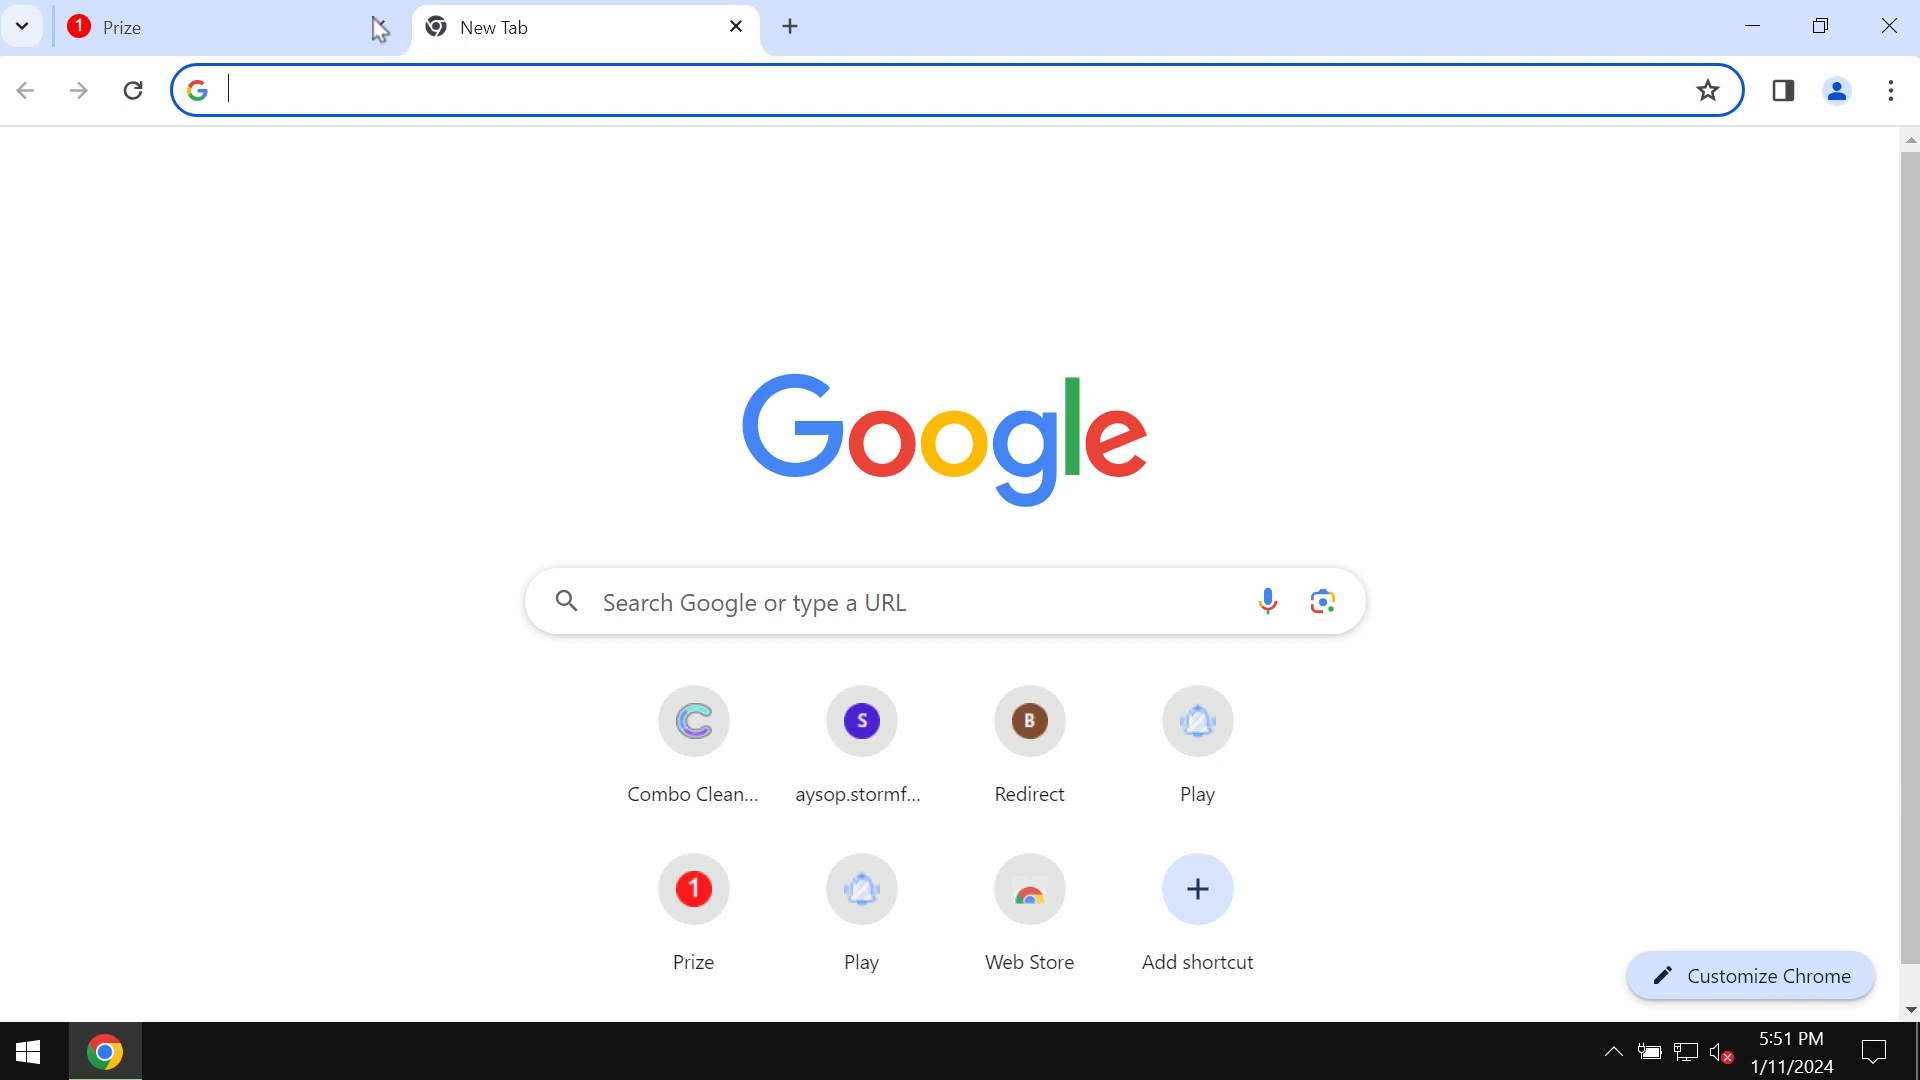 1 Prize
New Tab
Google
Search Google or type a URL
S
B
Combo Clean...
aysop.stormf...
Redirect
Play
1
Prize
Play
Web Store
Add shortcut
Customize Chrome
5:51 PM
1/11/2024